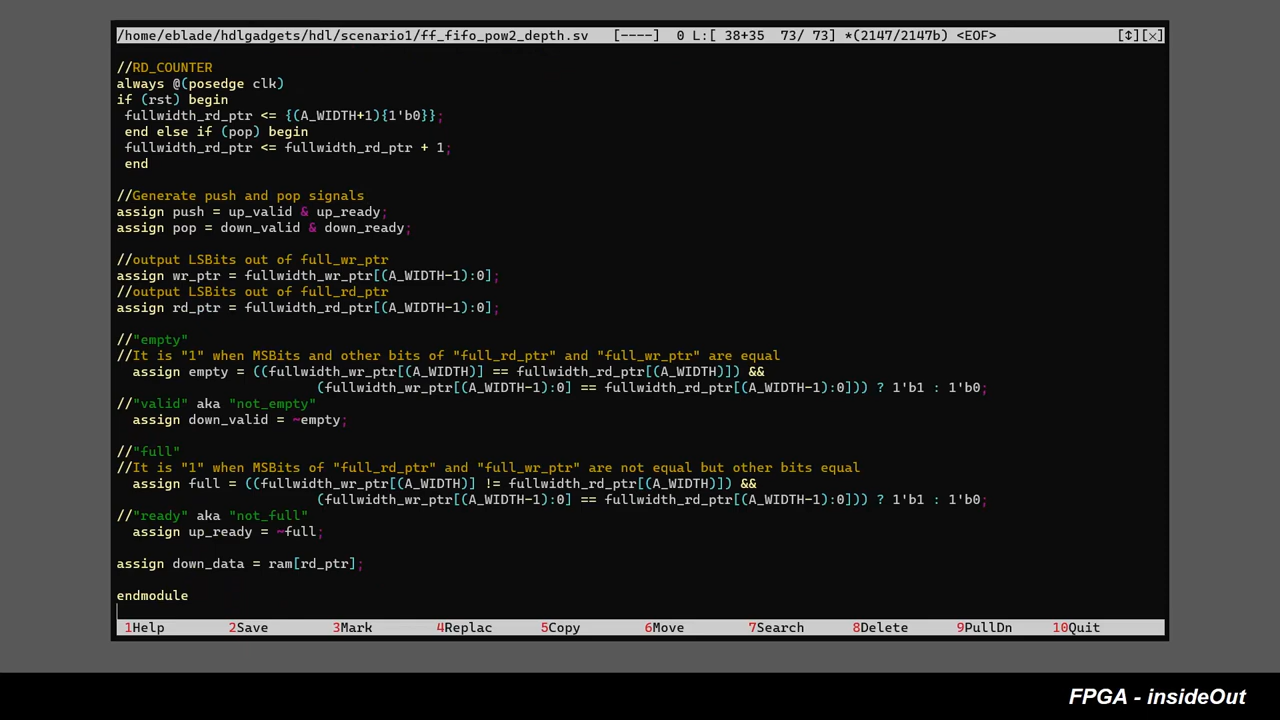 /home/eblade/hdlgadgets/hdl/scenario1/ff_fifo_pow2_depth.sv   [----]  0 L:[ 38+35  73/ 73] *(2147/2147b) <EOF>                [↕][×]
//RD_COUNTER
always @(posedge clk)
if (rst) begin
 fullwidth_rd_ptr <= {(A_WIDTH+1){1'b0}};
 end else if (pop) begin
 fullwidth_rd_ptr <= fullwidth_rd_ptr + 1;
 end
//Generate push and pop signals
assign push = up_valid & up_ready;
assign pop = down_valid & down_ready;
//output LSBits out of full_wr_ptr
assign wr_ptr = fullwidth_wr_ptr[(A_WIDTH-1):0];
//output LSBits out of full_rd_ptr
assign rd_ptr = fullwidth_rd_ptr[(A_WIDTH-1):0];
//"empty"
//It is "1" when MSBits and other bits of "full_rd_ptr" and "full_wr_ptr" are equal
  assign empty = ((fullwidth_wr_ptr[(A_WIDTH)] == fullwidth_rd_ptr[(A_WIDTH)]) &&
                         (fullwidth_wr_ptr[(A_WIDTH-1):0] == fullwidth_rd_ptr[(A_WIDTH-1):0])) ? 1'b1 : 1'b0;
//"valid" aka "not_empty"
  assign down_valid = ~empty;
//"full"
//It is "1" when MSBits of "full_rd_ptr" and "full_wr_ptr" are not equal but other bits equal
  assign full = ((fullwidth_wr_ptr[(A_WIDTH)] != fullwidth_rd_ptr[(A_WIDTH)]) &&
                         (fullwidth_wr_ptr[(A_WIDTH-1):0] == fullwidth_rd_ptr[(A_WIDTH-1):0])) ? 1'b1 : 1'b0;
//"ready" aka "not_full"
  assign up_ready = ~full;
assign down_data = ram[rd_ptr];
endmodule
1Help 2Save 3Mark 4Replac 5Copy 6Move 7Search 8Delete 9PullDn 10Quit
FPGA - insideOut